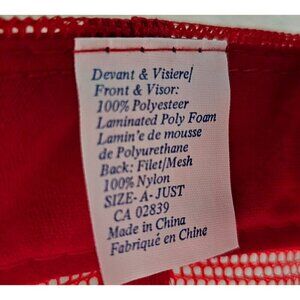 Devant & Visiere/
Front & Visor:
100% Polyesteer
Laminated Poly Foam
Lamin'e de mousse
de Polyurethane
Back: Filet/Mesh
100% Nylon
SIZE- A- JUST
CA 02839
Made in China
Fabriqué en Chine